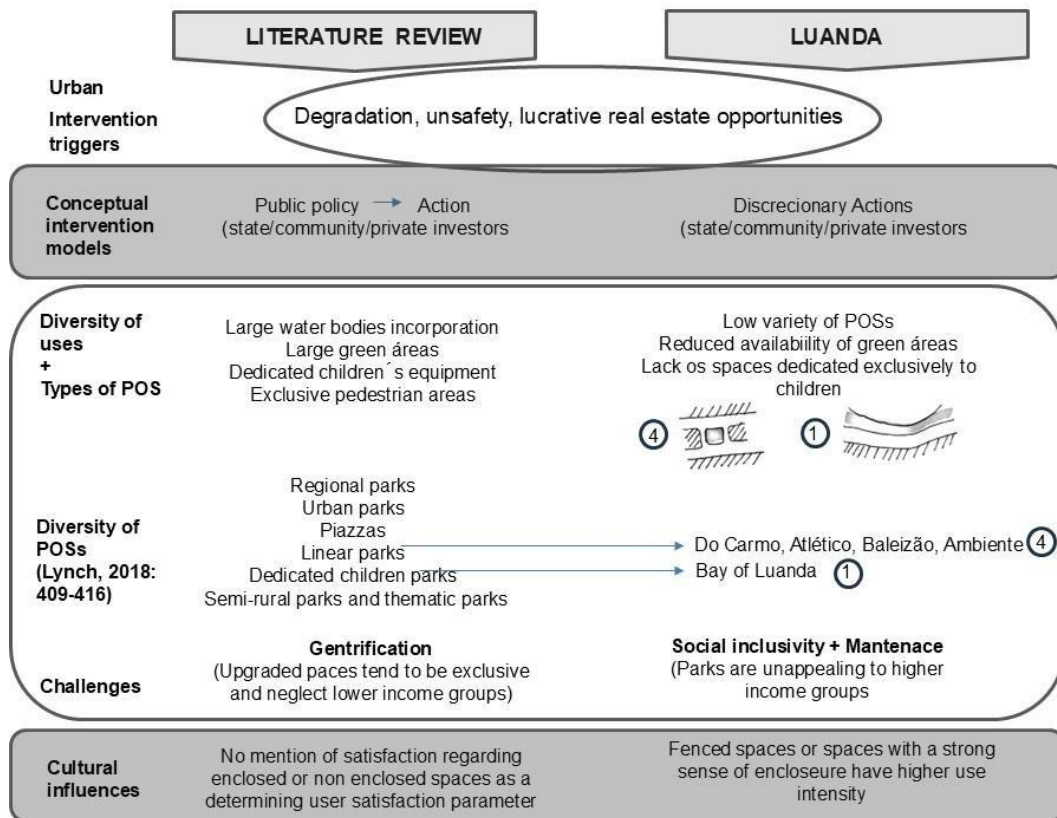 LITERATURE REVIEW
LUANDA
Urban
Intervention
triggers
Degradation, unsafety, lucrative real estate opportunities
Conceptual
intervention
models
Public policy → Action
(state/community/private investors
Discrecionary Actions
(state/community/private investors
Diversity of
uses
+
Types of POS
Large water bodies incorporation
Large green áreas
Dedicated children´s equipment
Exclusive pedestrian areas
Low variety of POSs
Reduced availability of green áreas
Lack os spaces dedicated exclusively to
children
4
1
Diversity of
POSs
(Lynch, 2018:
409-416)
Regional parks
Urban parks
Piazzas
Linear parks
Dedicated children parks
Semi-rural parks and thematic parks
Do Carmo, Atlético, Baleizão, Ambiente 4
Bay of Luanda 1
Challenges
Gentrification
(Upgraded paces tend to be exclusive
and neglect lower income groups)
Social inclusivity + Mantenace
(Parks are unappealing to higher
income groups
Cultural
influences
No mention of satisfaction regarding
enclosed or non enclosed spaces as a
determining user satisfaction parameter
Fenced spaces or spaces with a strong
sense of encloseure have higher use
intensity